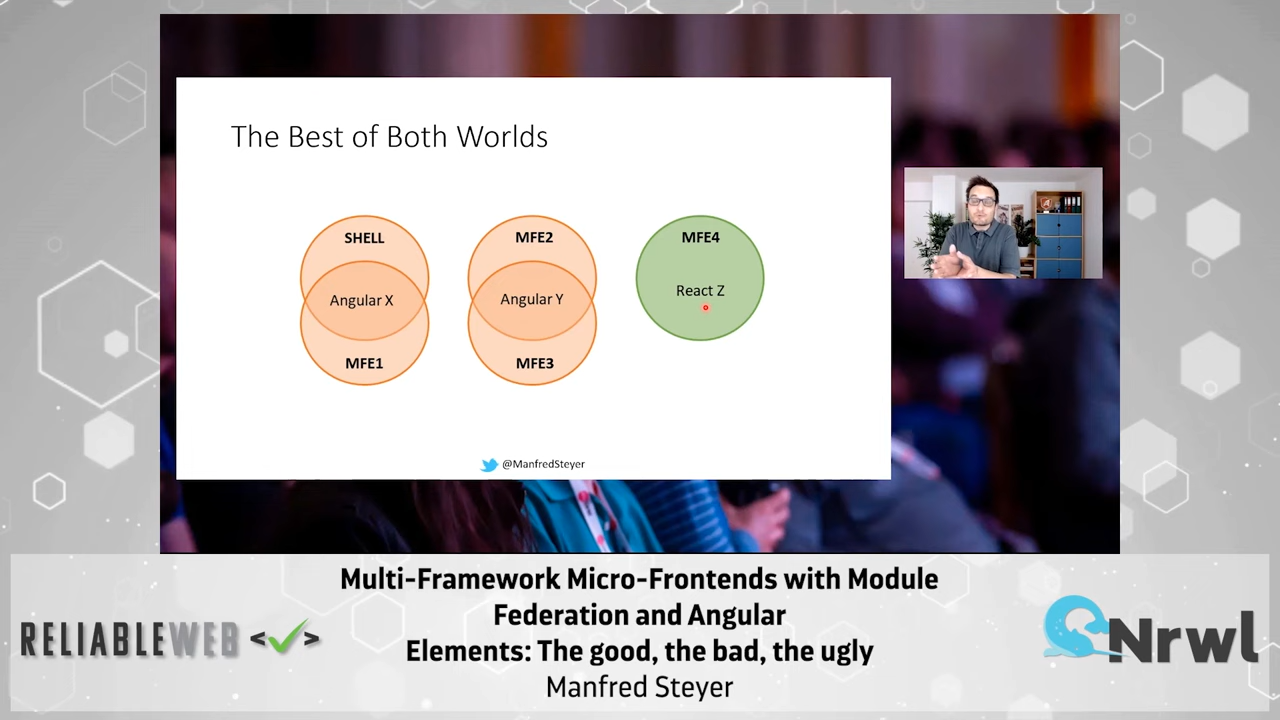 The Best of Both Worlds
SHELL
Angular X
MFE1
MFE2
Angular Y
MFE3
MFE4
React Z
@ManfredSteyer
Multi-Framework Micro-Frontends with Module
Federation and Angular
Elements: The good, the bad, the ugly
Manfred Steyer
RELIABLEWEB < >
Nrwl